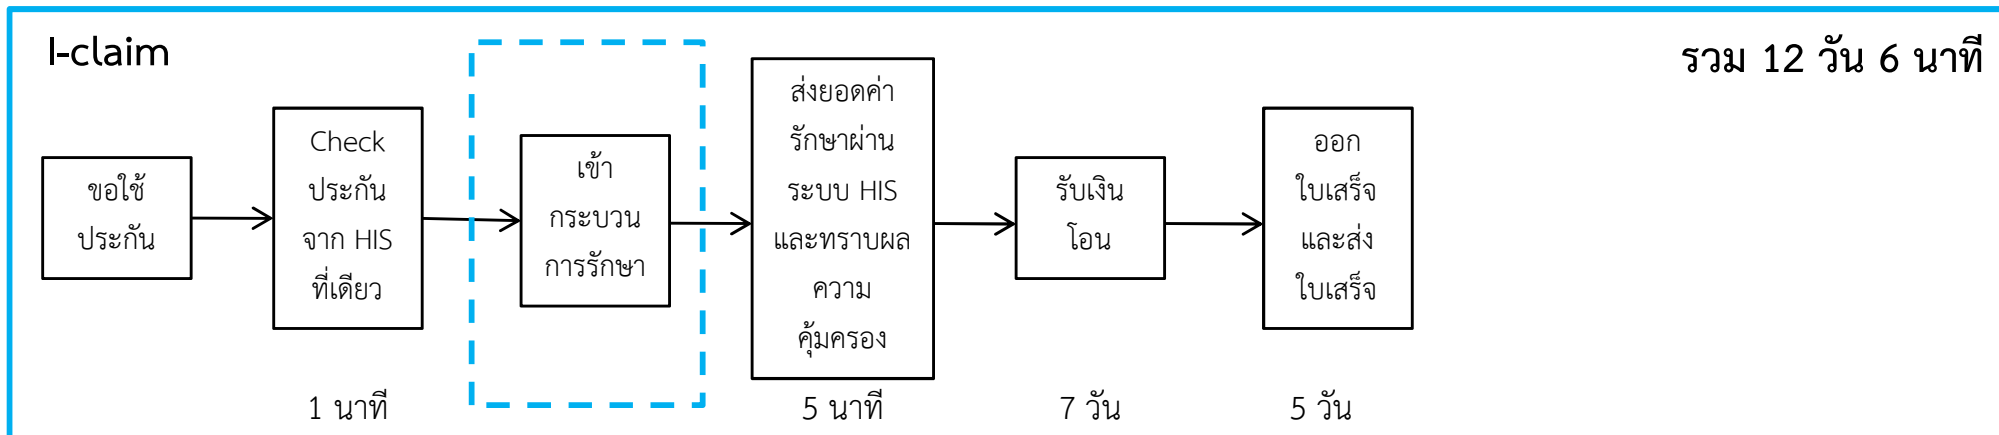 I-claim
รวม 12 วัน 6 นาที
ขอใช้
ประกัน
Check
ประกัน
จาก HIS
ที่เดียว
เข้า
กระบวน
การรักษา
ส่งยอดค่า
รักษาผ่าน
ระบบ HIS
และทราบผล
ความ
คุ้มครอง
รับเงิน
โอน
ออก
ใบเสร็จ
และส่ง
ใบเสร็จ
1 นาที
5 นาที
7 วัน
5 วัน